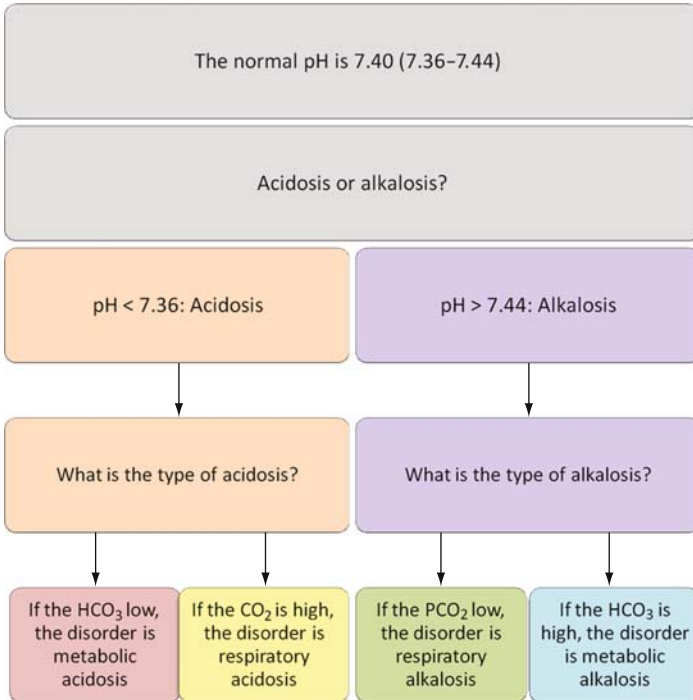 The normal pH is 7.40 (7.36–7.44)
Acidosis or alkalosis?
pH < 7.36: Acidosis
pH > 7.44: Alkalosis
What is the type of acidosis?
What is the type of alkalosis?
If the HCO₃ low,
the disorder is
metabolic
acidosis
If the CO₂ is high,
the disorder is
respiratory
acidosis
If the PCO₂ low,
the disorder is
respiratory
alkalosis
If the HCO₃ is
high, the disorder
is metabolic
alkalosis